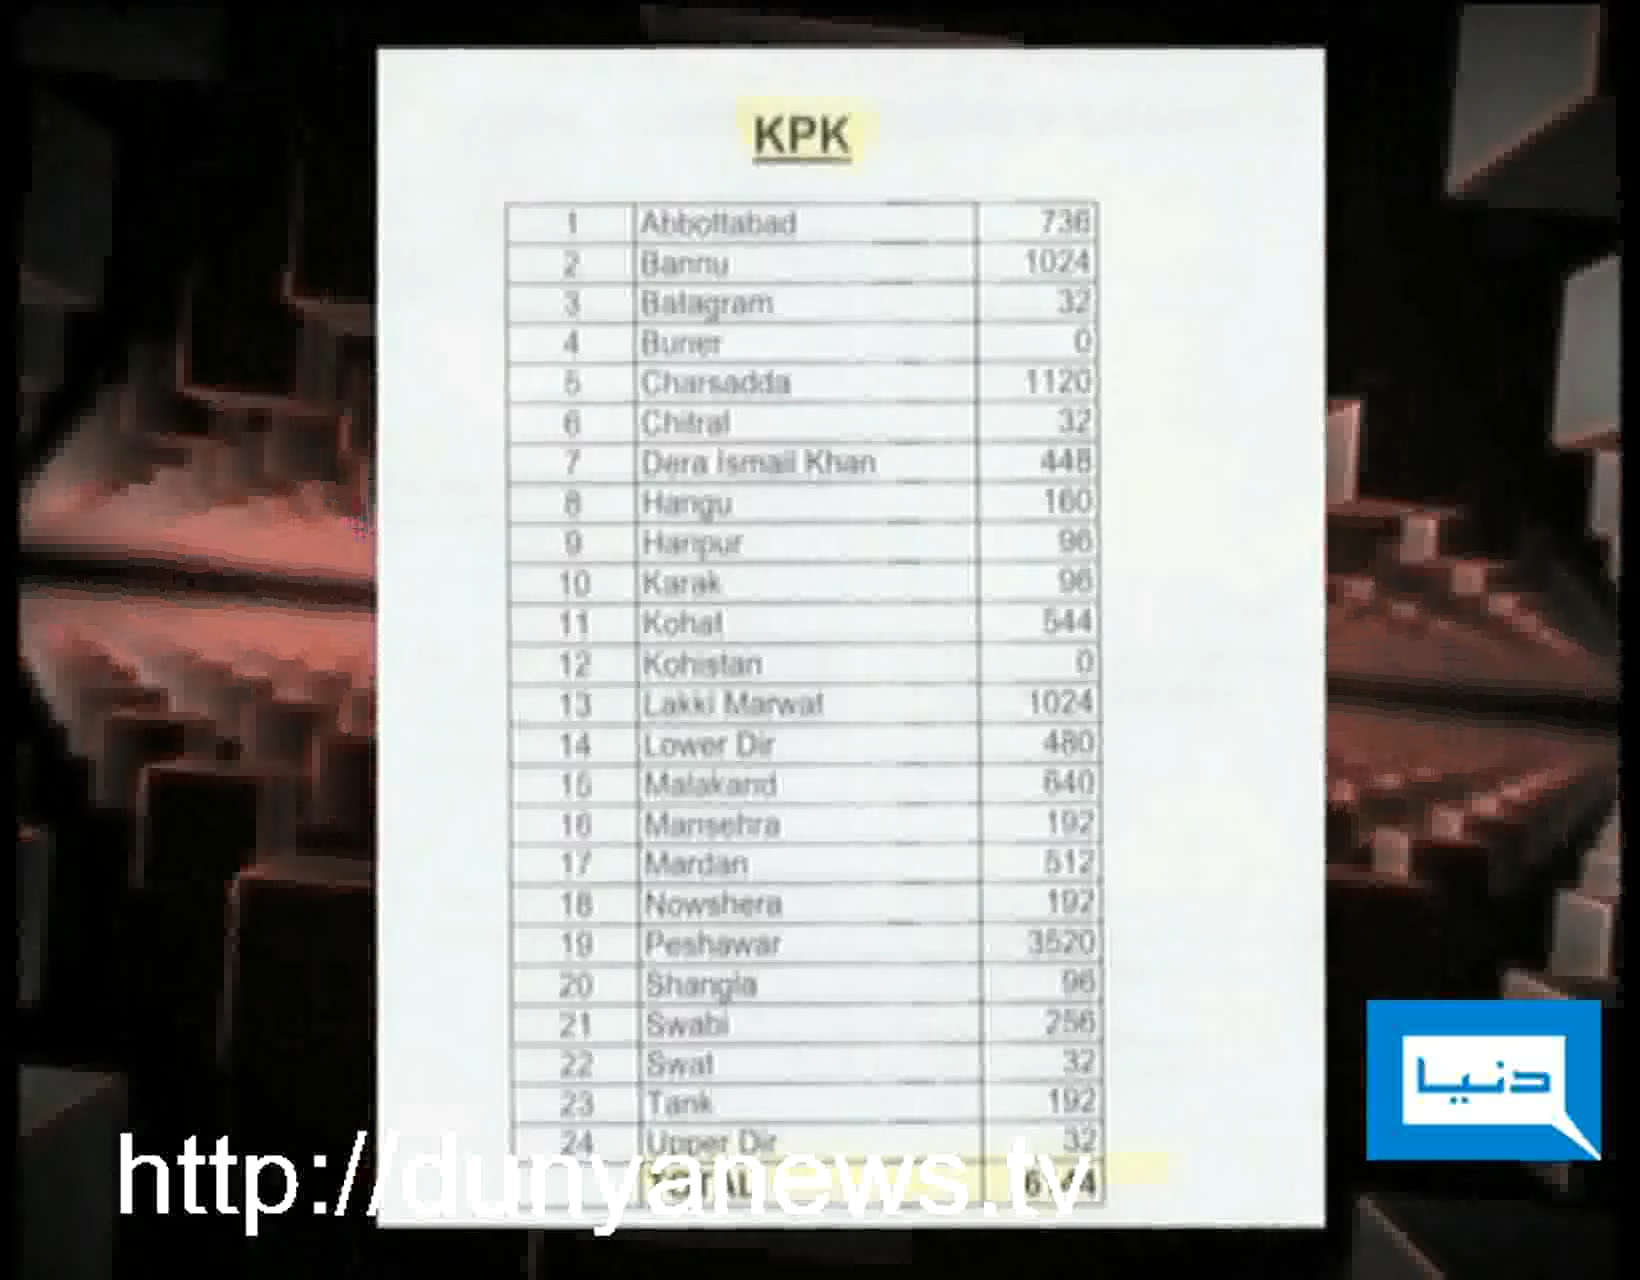 KPK
1 Abbottabad 736
2 Bannu 1024
3 Batagram 32
4 Buner 0
5 Charsadda 1120
6 Chitral 32
7 Dera Ismail Khan 448
8 Hangu 160
9 Haripur 96
10 Karak 96
11 Kohat 544
12 Kohistan 0
13 Lakki Marwat 1024
14 Lower Dir 480
15 Malakand 640
16 Mansehra 192
17 Mardan 512
18 Nowshera 192
19 Peshawar 3520
20 Shangla 96
21 Swabi 256
22 Swat 32
23 Tank 192
24 Upper Dir 32
TOTAL
http://dunyanews.tv
دنیا